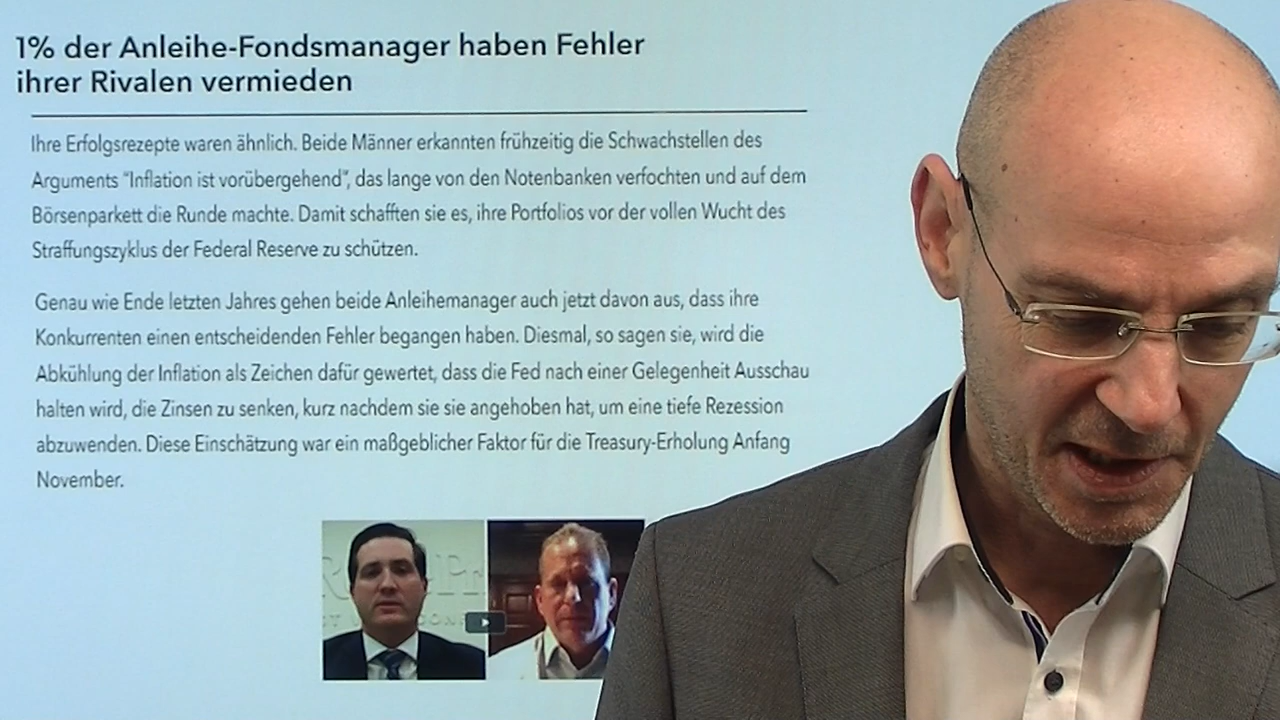 1% der Anleihe-Fondsmanager haben Fehler
ihrer Rivalen vermieden
Ihre Erfolgsrezepte waren ähnlich. Beide Männer erkannten frühzeitig die Schwachstellen des
Arguments "Inflation ist vorübergehend", das lange von den Notenbanken verfochten und auf dem
Börsenparkett die Runde machte. Damit schafften sie es, ihre Portfolios vor der vollen Wucht des
Straffungszyklus der Federal Reserve zu schützen.
Genau wie Ende letzten Jahres gehen beide Anleihemanager auch jetzt davon aus, dass ihre
Konkurrenten einen entscheidenden Fehler begangen haben. Diesmal, so sagen sie, wird die
Abkühlung der Inflation als Zeichen dafür gewertet, dass die Fed nach einer Gelegenheit Ausschau
halten wird, die Zinsen zu senken, kurz nachdem sie sie angehoben hat, um eine tiefe Rezession
abzuwenden. Diese Einschätzung war ein maßgeblicher Faktor für die Treasury-Erholung Anfang
November.